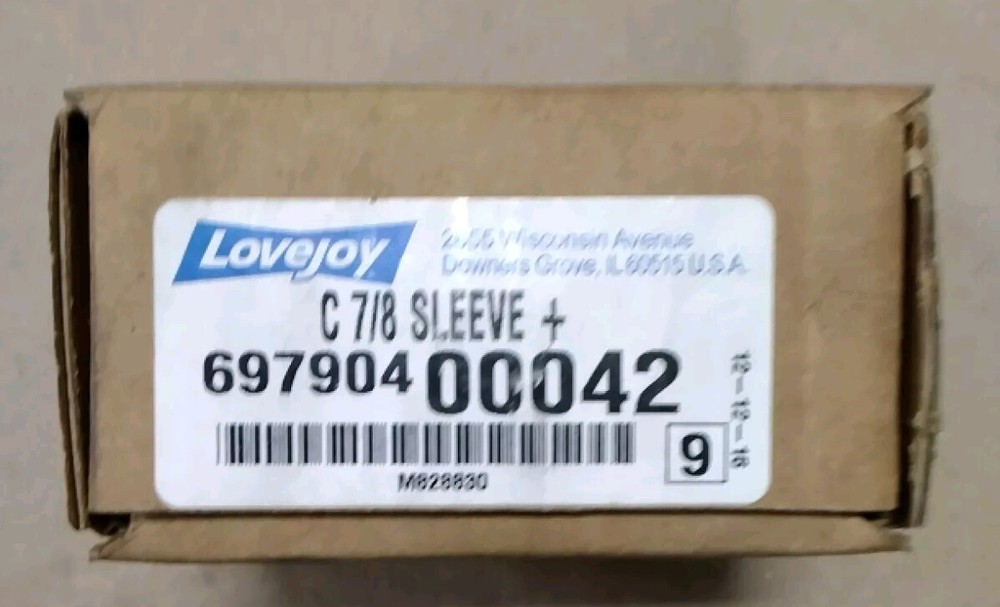 Lovejoy
2655 Wisconsin Avenue
Downers Grove, IL 60515 U.S.A.
C 7/8 SLEEVE +
697904 00042
9
M828830
12-12-16